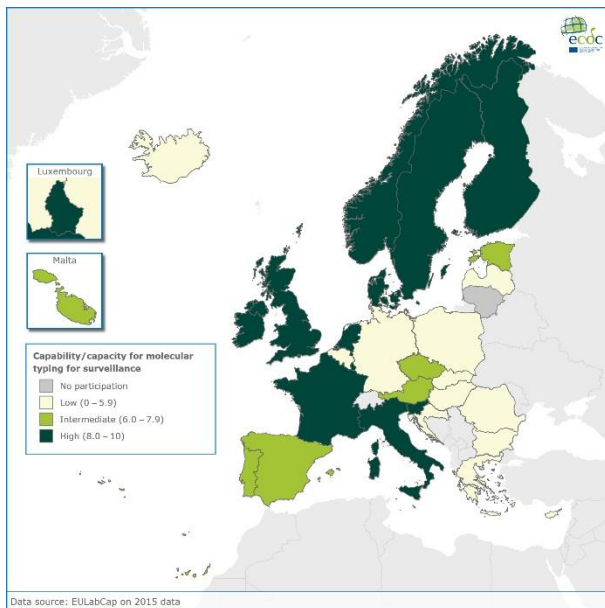 ecdc
Luxembourg
Malta
Capability/capacity for molecular
typing for surveillance
No participation
Low (0 – 5.9)
Intermediate (6.0 – 7.9)
High (8.0 – 10)
Data source: EULabCap on 2015 data